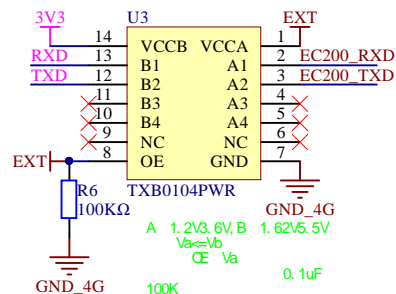 3V3 U3 EXT
14 VCCB VCCA 1
RXD 13 B1 A1 2 EC200_RXD
TXD 12 B2 A2 3 EC200_TXD
11 B3 A3 4
10 B4 A4 5
9 NC NC 6
EXT 8 OE GND 7
R6 TXB0104PWR
100KΩ
GND_4G
A 1.2V3.6V,B 1.62V5.5V
Va<=Vb
OE Va
0.1uF
GND_4G
100K